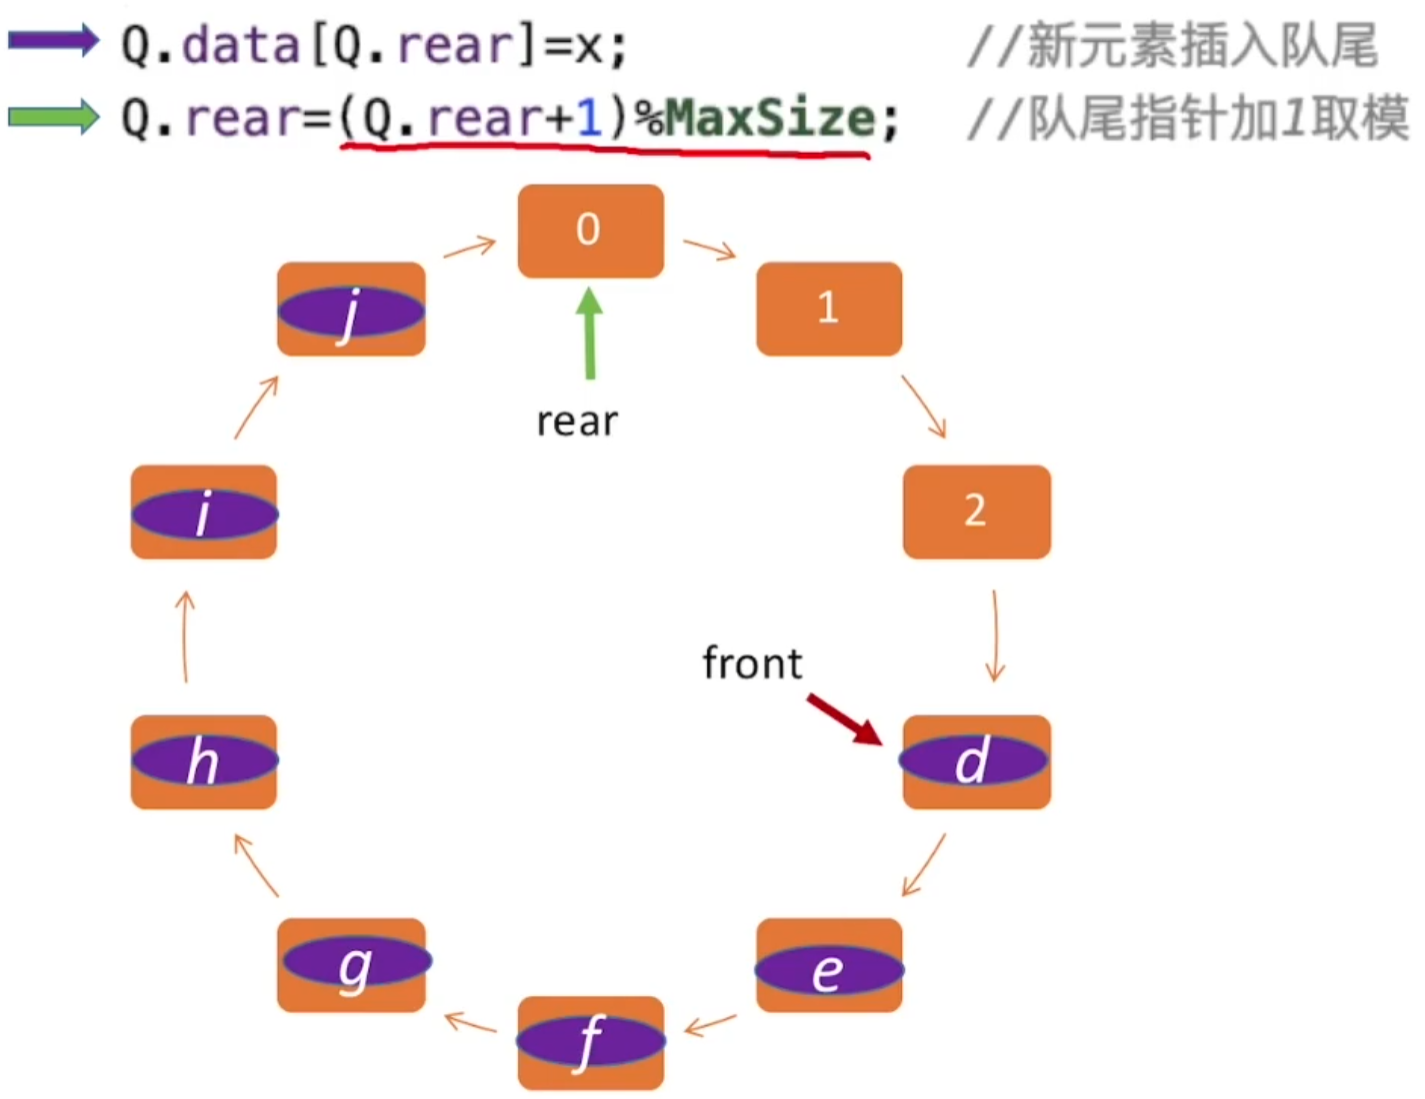 Q.data[Q.rear]=x; //新元素插入队尾
Q.rear=(Q.rear+1)%MaxSize; //队尾指针加1取模
0
j
1
rear
i
2
front
h
d
g
e
f